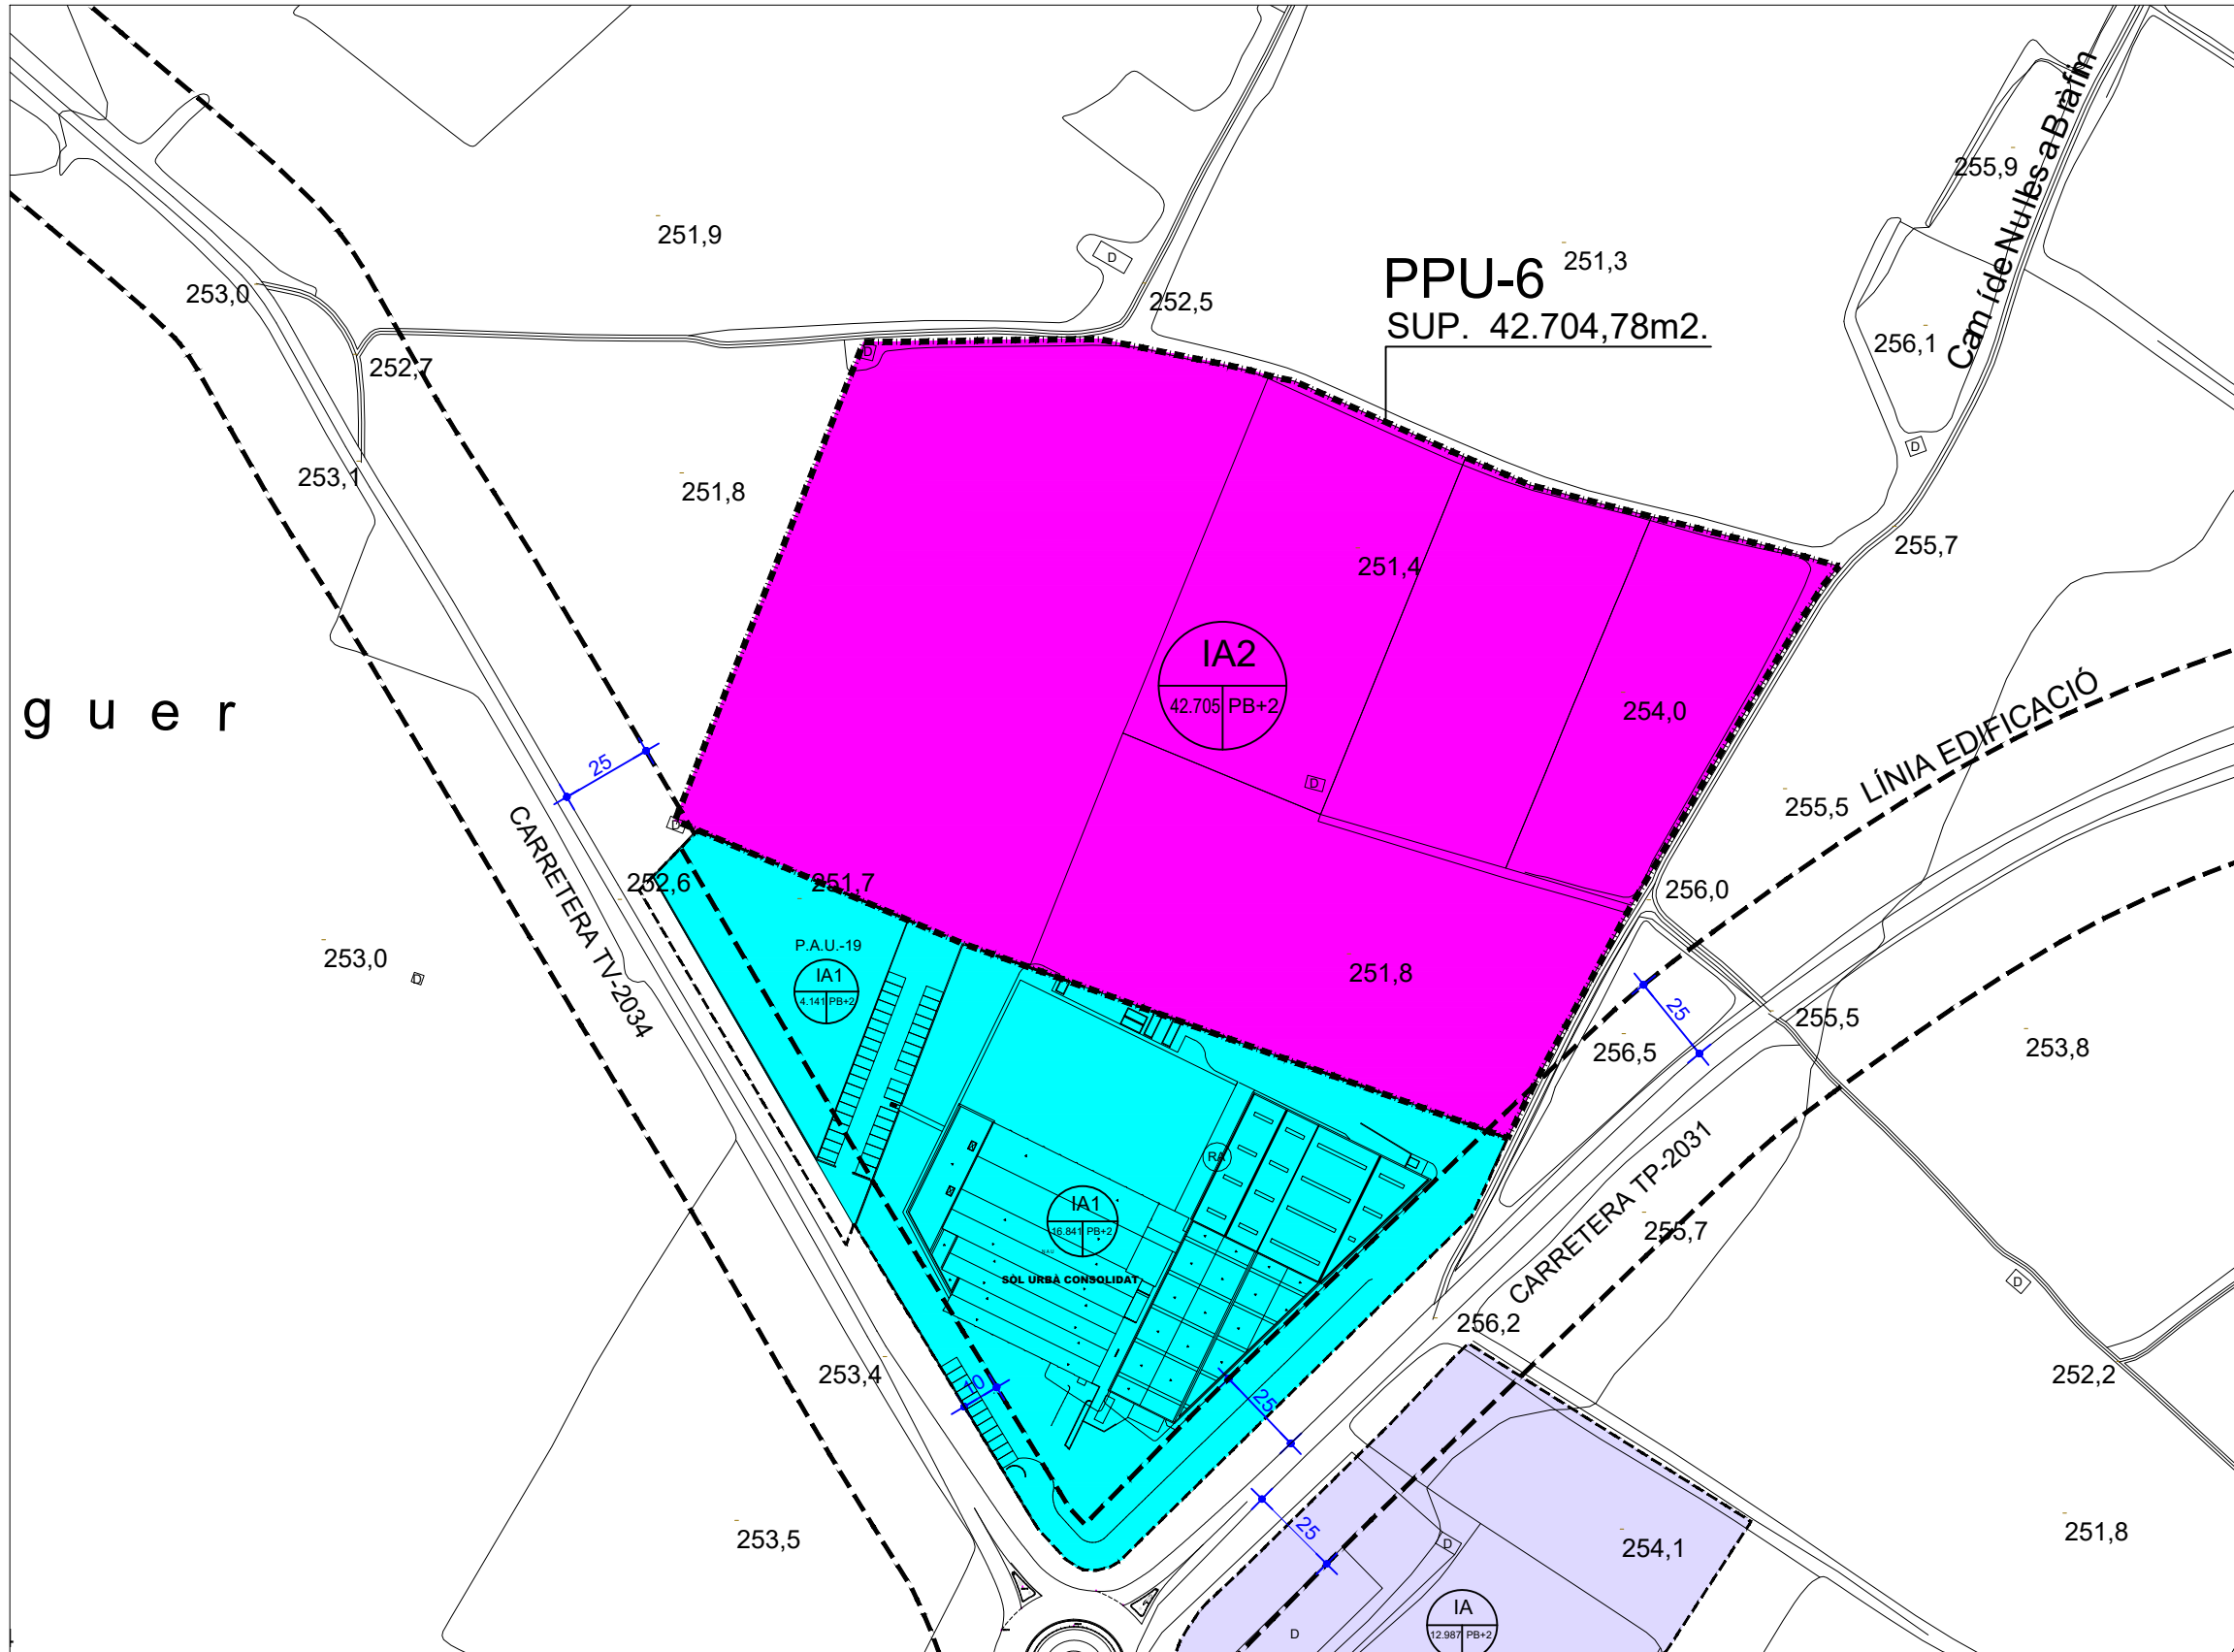 Camí de Nulles a Bràfim
255,9
251,9
251,3
PPU-6
SUP. 42.704,78m2.
253,0
252,5
D
256,1
D
252,7
D
253,1
251,8
255,7
251,4
IA2
42.705 PB+2
254,0
g u e r
LÍNIA EDIFICACIÓ
25
D
255,5
D
CARRETERA TV-2034
252,6
251,7
256,0
P.A.U.-19
253,0
D
IA1
4.141 PB+2
251,8
25
255,5
256,5
253,8
RA
CARRETERA TP-2031
IA1
16.841 PB+2
255,7
SÒL URBÀ CONSOLIDAT
D
256,2
253,4
10
25
252,2
25
253,5
D
254,1
251,8
IA
12.987 PB+2
D